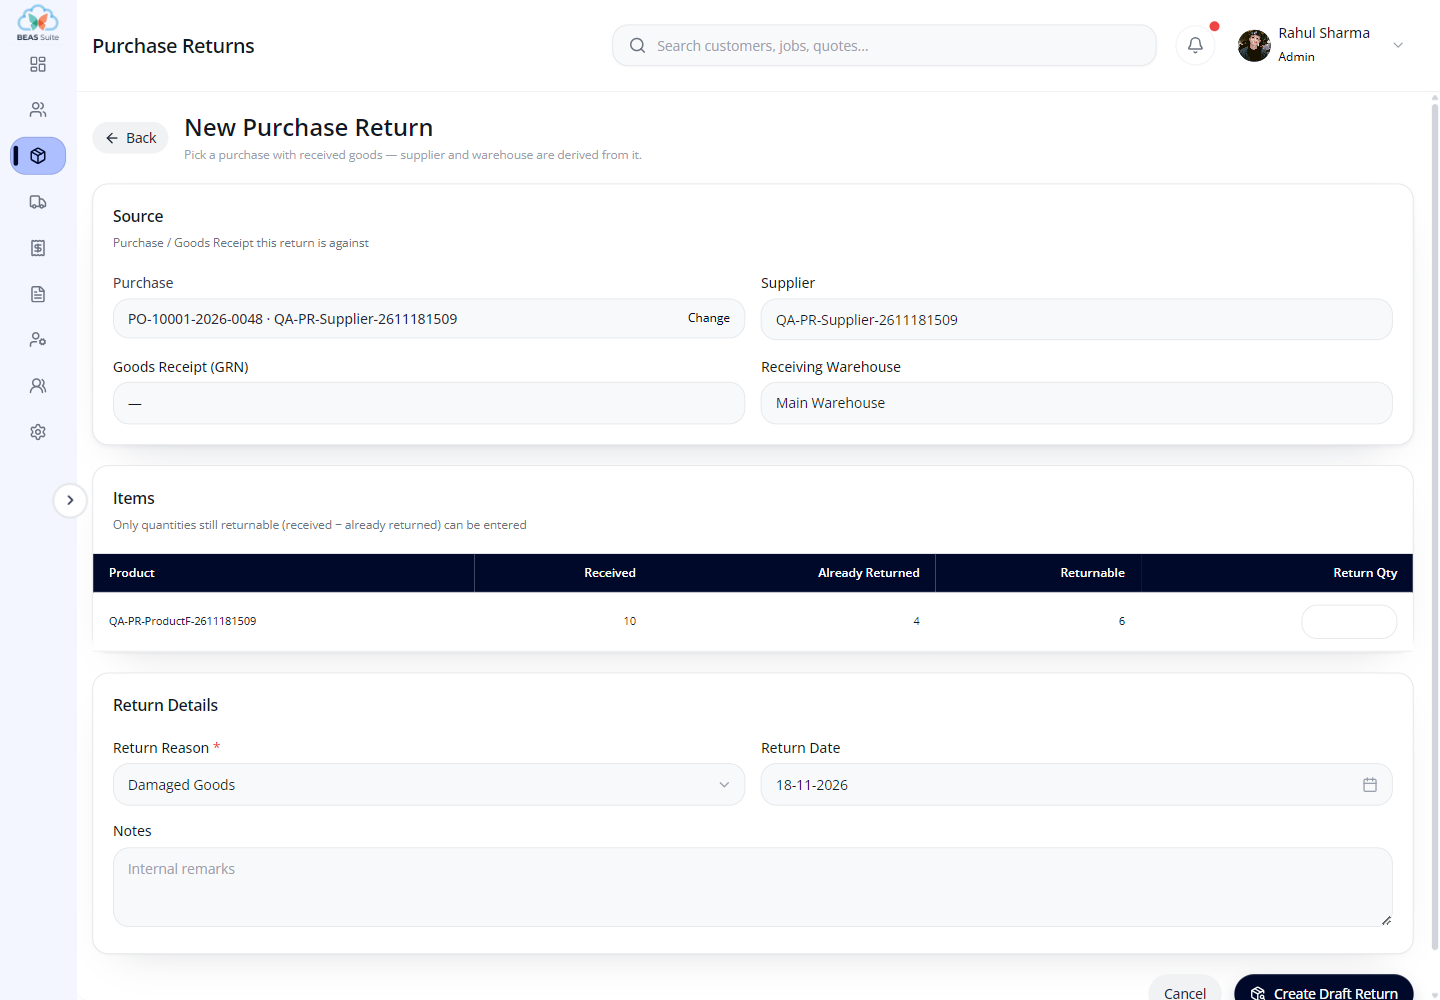 BEAS Suite
Purchase Returns
Search customers, jobs, quotes...
Rahul Sharma
Admin
Back
New Purchase Return
Pick a purchase with received goods — supplier and warehouse are derived from it.
Source
Purchase / Goods Receipt this return is against
Purchase
Supplier
PO-10001-2026-0048 · QA-PR-Supplier-2611181509 Change
QA-PR-Supplier-2611181509
Goods Receipt (GRN)
Receiving Warehouse
—
Main Warehouse
Items
Only quantities still returnable (received − already returned) can be entered
Product Received Already Returned Returnable Return Qty
QA-PR-ProductF-2611181509 10 4 6
Return Details
Return Reason *
Return Date
Damaged Goods
18-11-2026
Notes
Internal remarks
Cancel
Create Draft Return